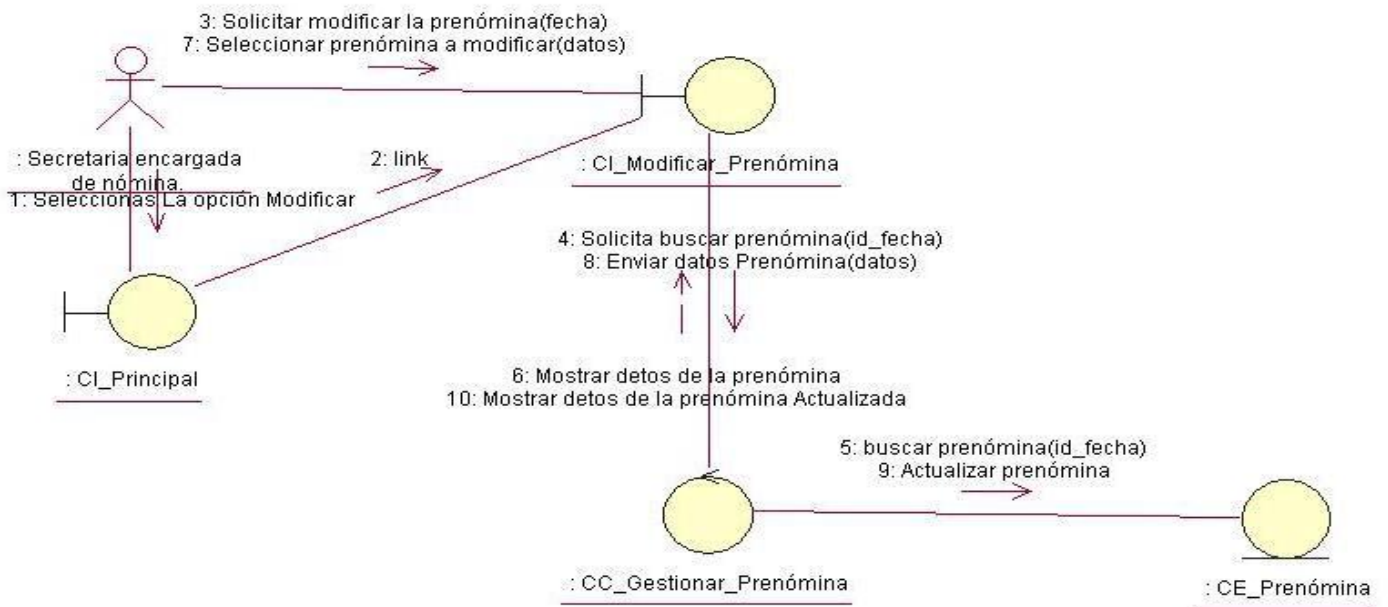 3: Solicitar modificar la prenómina(fecha)
7: Seleccionar prenómina a modificar(datos)
: Secretaria encargada
de nómina.
2: link
: CI_Modificar_Prenómina
1: Seleccionas La opción Modificar
4: Solicita buscar prenómina(id_fecha)
8: Enviar datos Prenómina(datos)
: CI_Principal
6: Mostrar detos de la prenómina
10: Mostrar detos de la prenómina Actualizada
5: buscar prenómina(id_fecha)
9: Actualizar prenómina
: CC_Gestionar_Prenómina
: CE_Prenómina